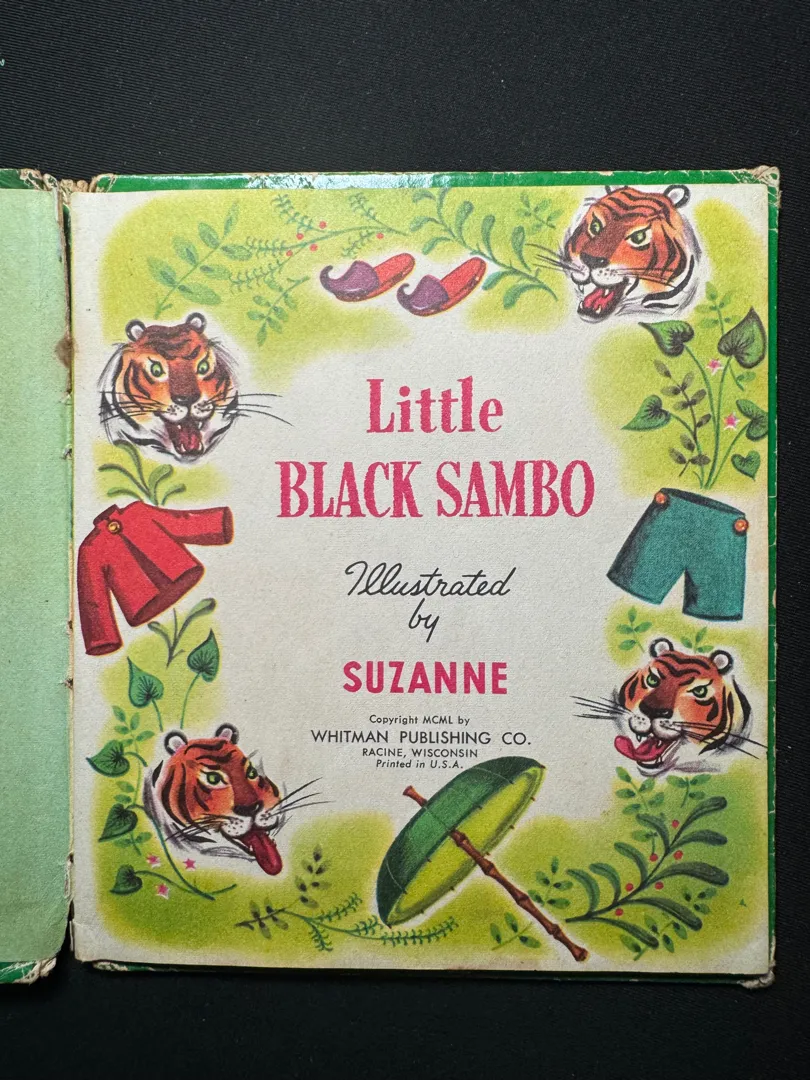 Little
BLACK SAMBO
Illustrated
by
SUZANNE
Copyright MCML by
WHITMAN PUBLISHING CO.
RACINE, WISCONSIN
Printed in U.S.A.